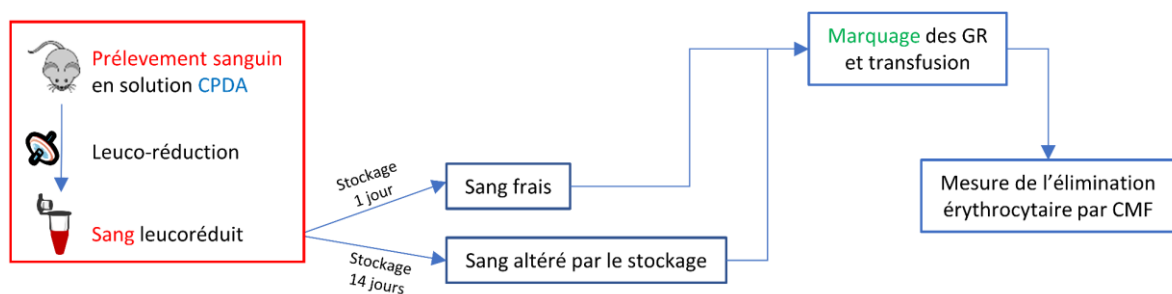 Prélevement sanguin
en solution CPDA
Leuco-réduction
Sang leucoréduit
Stockage
1 jour
Stockage
14 jours
Sang frais
Sang altéré par le stockage
Marquage des GR
et transfusion
Mesure de l’élimination
érythrocytaire par CMF